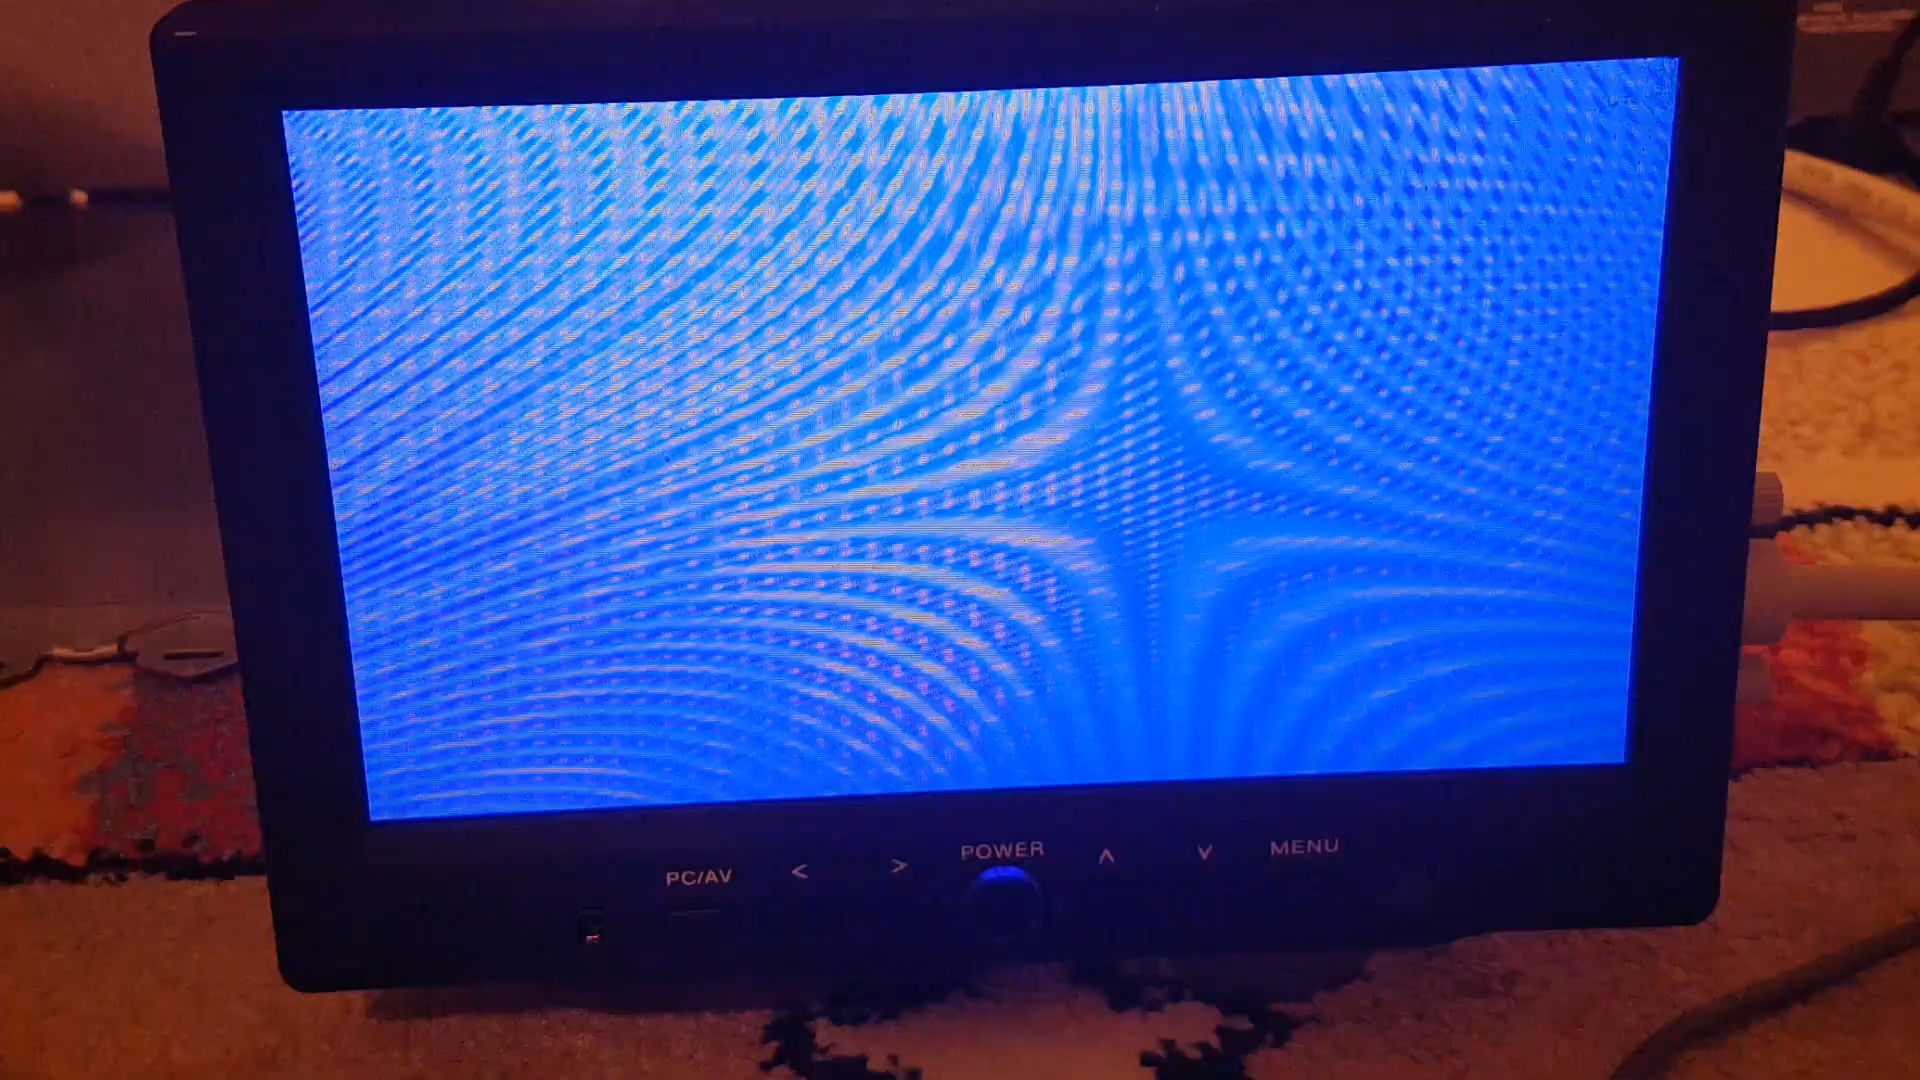 PC/AV < > POWER ∧ ∨ MENU